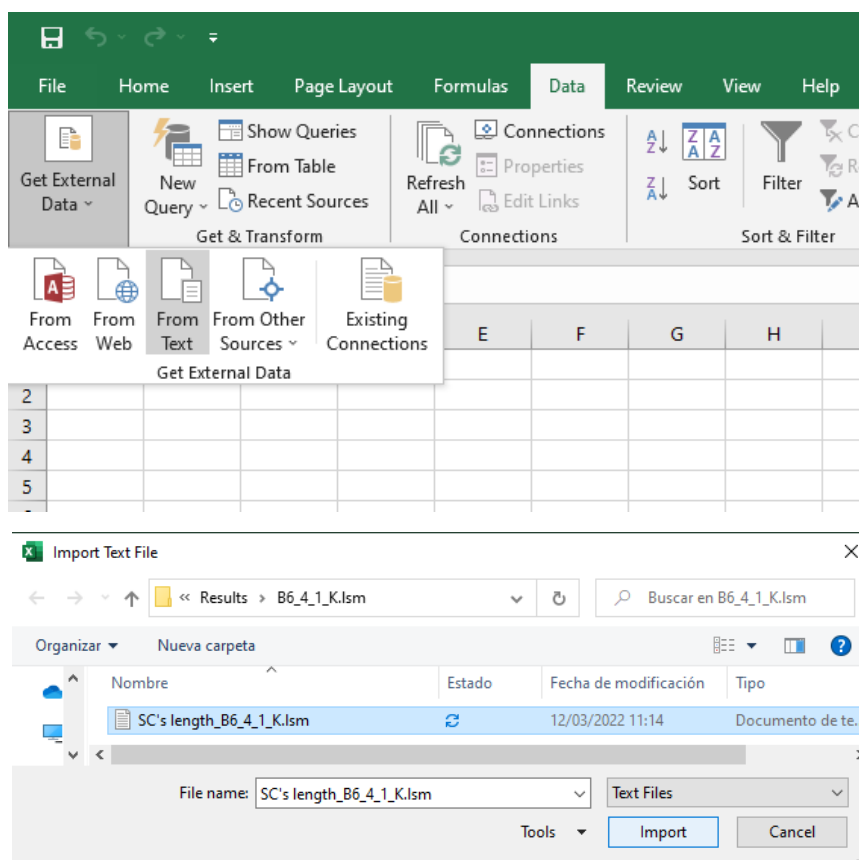 File Home Insert Page Layout Formulas Data Review View Help
Get External Data
New Query
Show Queries
From Table
Recent Sources
Get & Transform
Refresh All
Connections
Properties
Edit Links
Connections
A Z
Z A
Z A
A Z
Sort
Filter
Sort & Filter
From Access
From Web
From Text
From Other Sources
Existing Connections
Get External Data
E F G H
2
3
4
5
Import Text File
« Results > B6_4_1_K.lsm
Buscar en B6_4_1_K.lsm
Organizar Nueva carpeta
Nombre Estado Fecha de modificación Tipo
SC's length_B6_4_1_K.lsm 12/03/2022 11:14 Documento de te.
File name: SC's length_B6_4_1_K.lsm Text Files
Tools Import Cancel